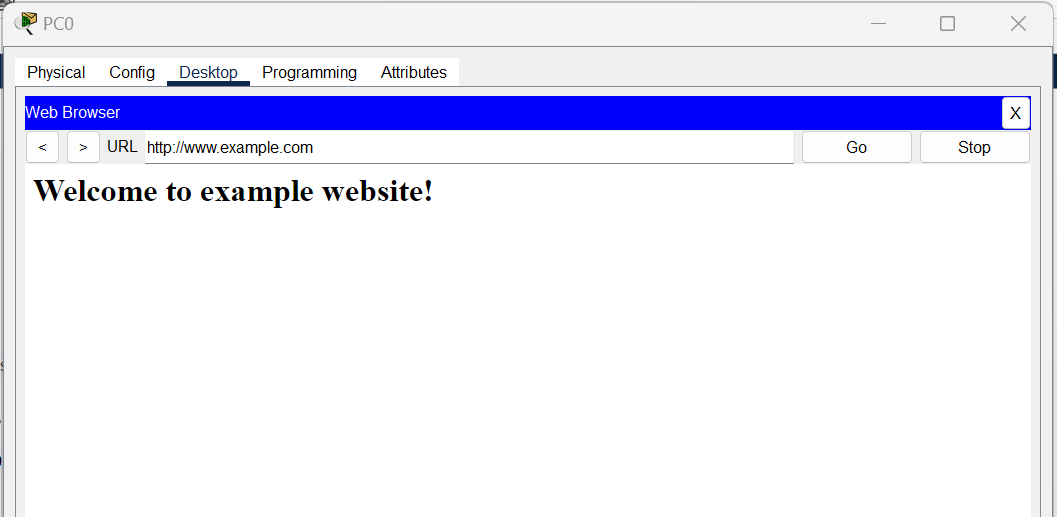 PC0
Physical Config Desktop Programming Attributes
Web Browser X
< > URL http://www.example.com Go Stop
Welcome to example website!